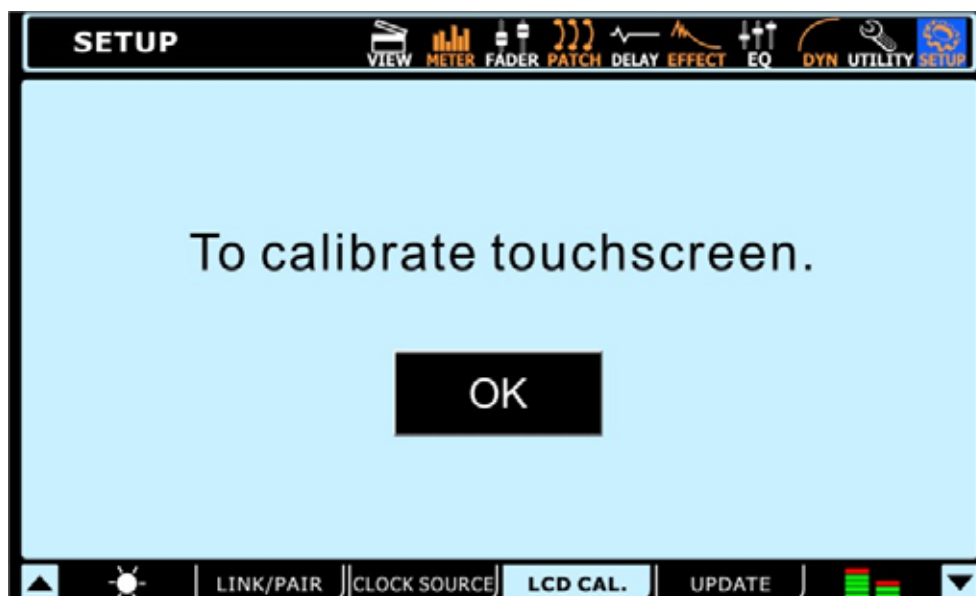 SETUP
VIEW METER FADER PATCH DELAY EFFECT EQ DYN UTILITY SETUP
To calibrate touchscreen.
OK
LINK/PAIR CLOCK SOURCE LCD CAL. UPDATE